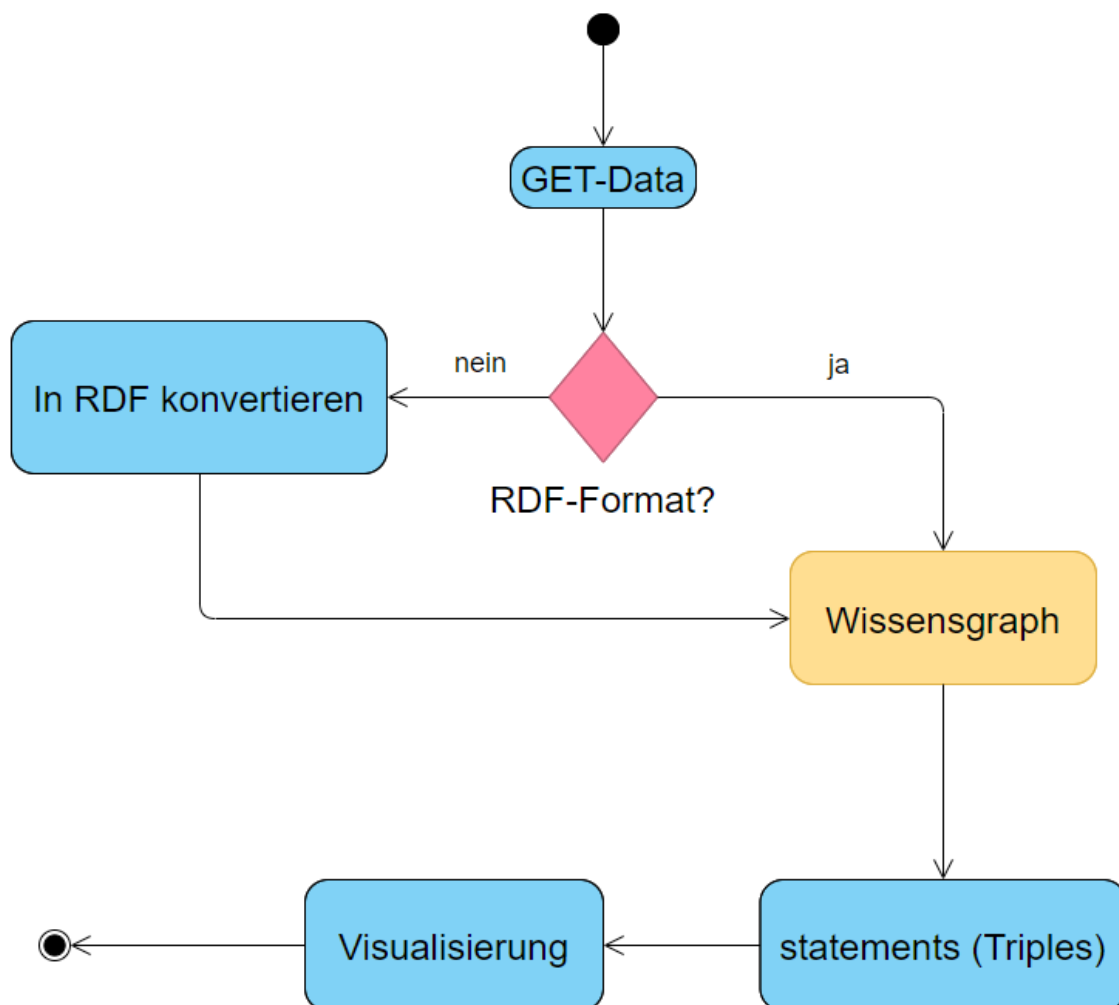 GET-Data
nein
ja
In RDF konvertieren
RDF-Format?
Wissensgraph
Visualisierung
statements (Triples)